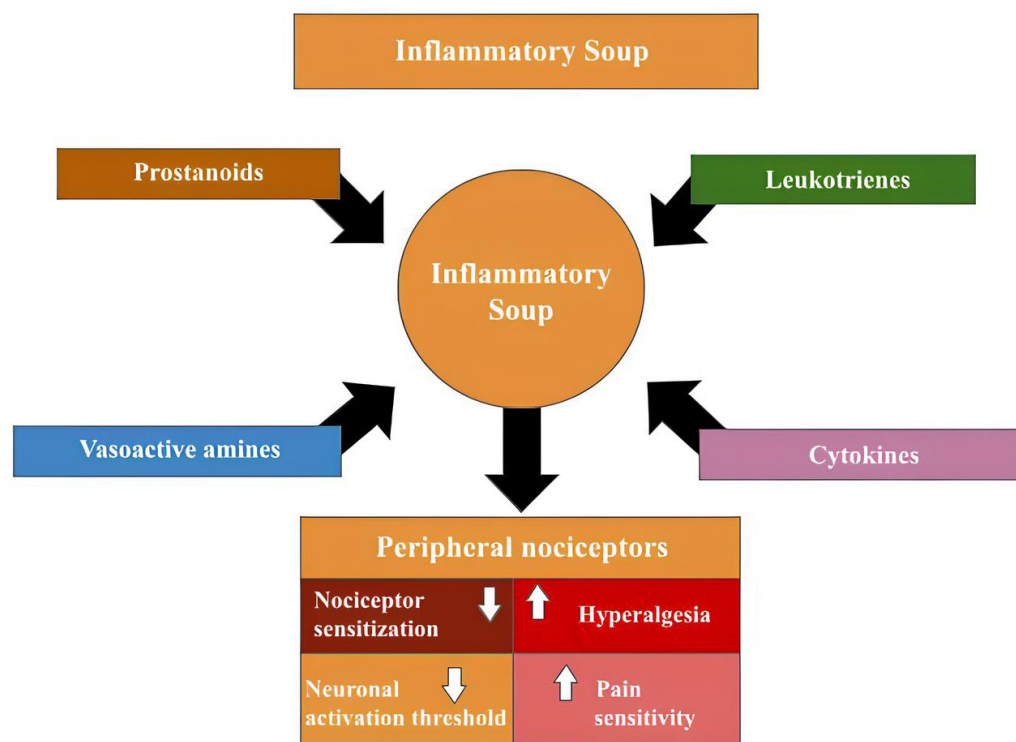 Inflammatory Soup
Prostanoids
Leukotrienes
Inflammatory
Soup
Vasoactive amines
Cytokines
Peripheral nociceptors
Nociceptor
sensitization
Hyperalgesia
Neuronal
activation threshold
Pain
sensitivity